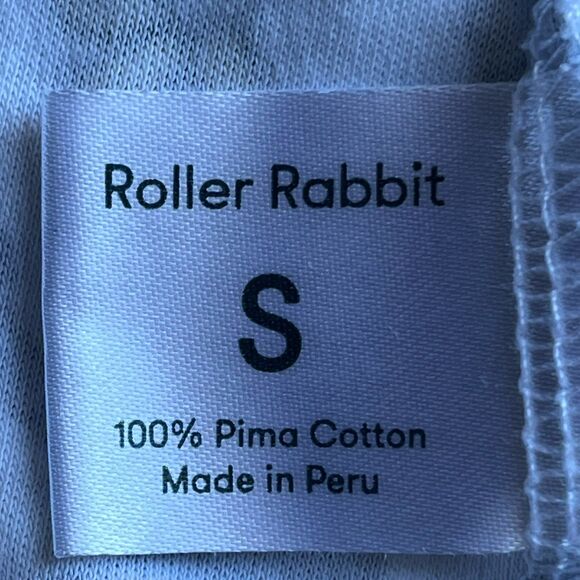 Roller Rabbit
S
100% Pima Cotton
Made in Peru